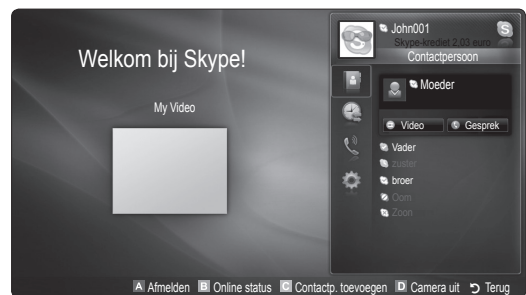 Welkom bij Skype!
My Video
John001
Skype-krediet 2,03 euro
Contactpersoon
Moeder
Video Gesprek
Vader
zuster
broer
Oom
Zoon
A Afmelden B Online status C Contactp. toevoegen D Camera uit Terug